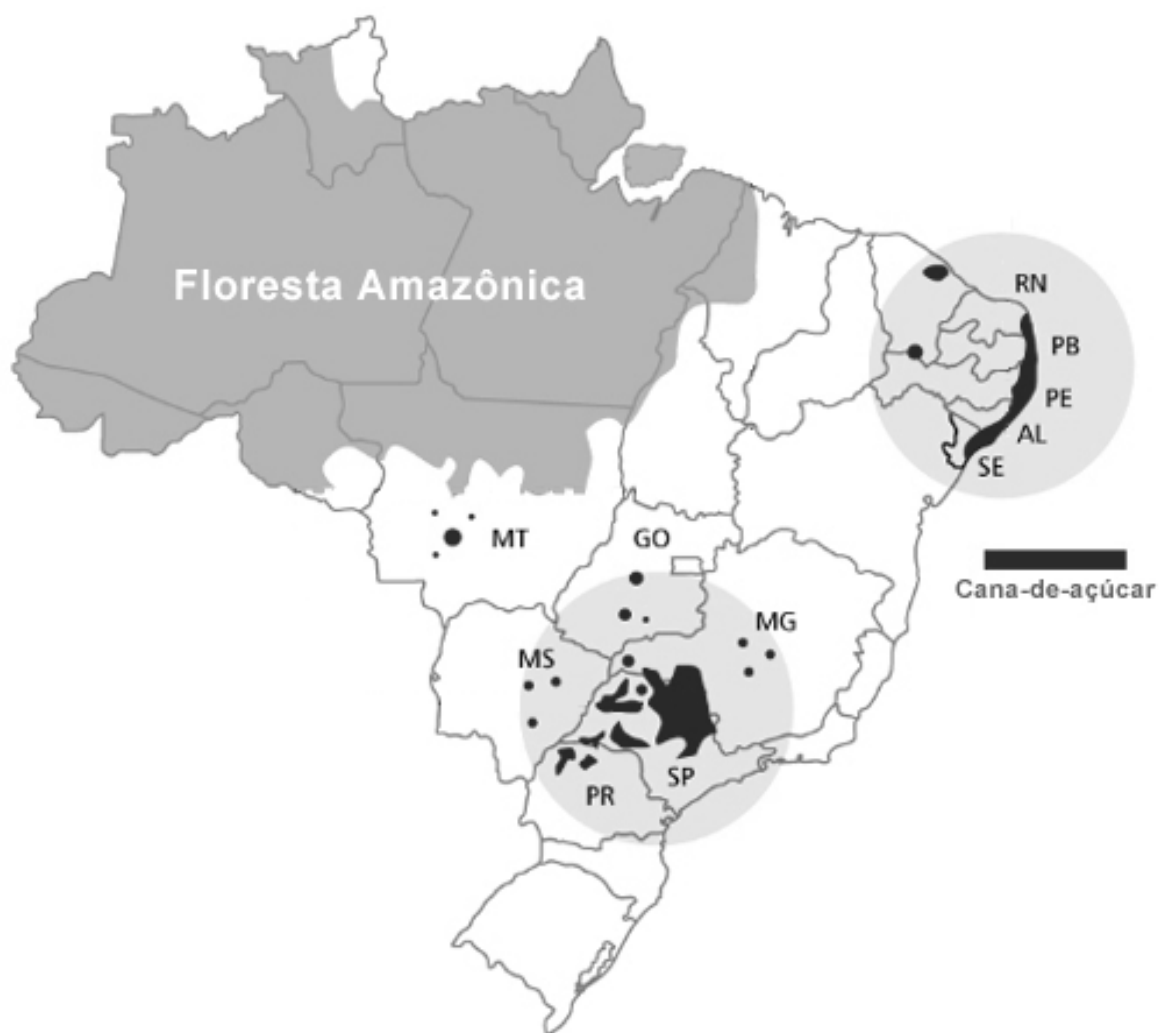 Floresta Amazônica
RN
PB
PE
AL
SE
MT
GO
Cana-de-açúcar
MG
MS
SP
PR